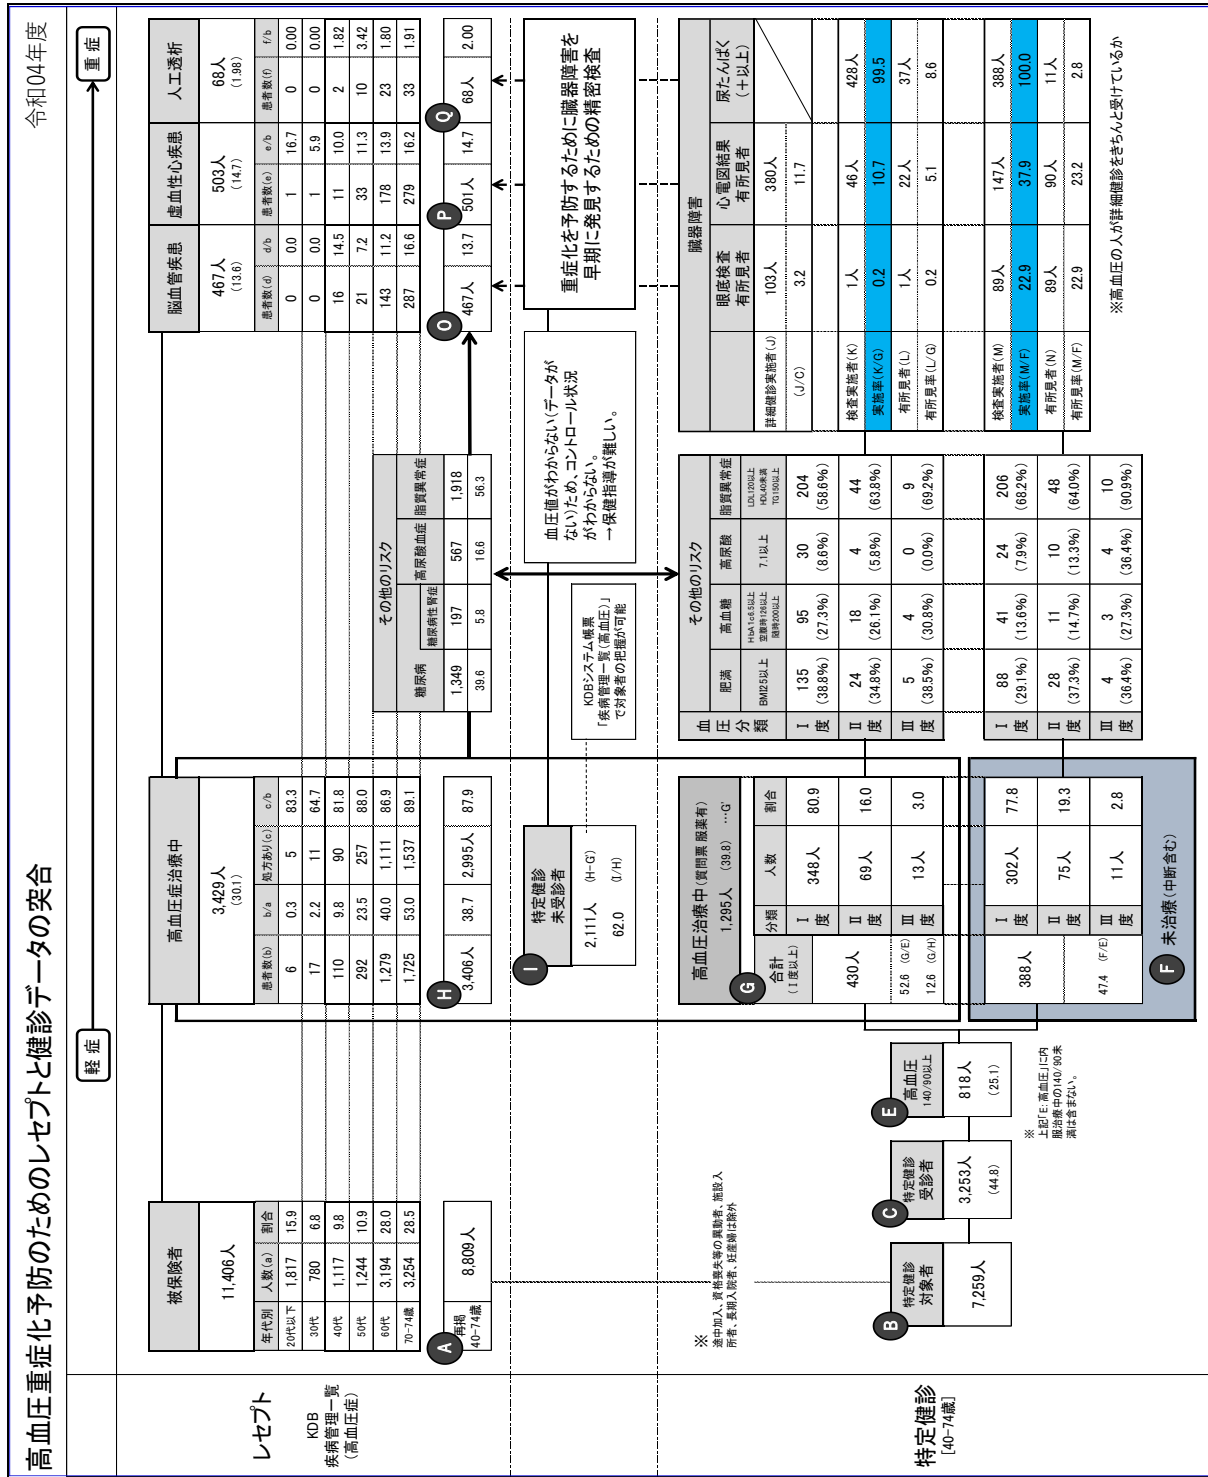 高血圧重症化予防のためのレセプトと健診データの突合
令和04年度
軽症
重症
レセプト
KDB
疾病管理一覧
(高血圧症)
被保険者
11,406人
年代別 人数(a) 割合
20代以下 1,817 15.9
30代 780 6.8
40代 1,117 9.8
50代 1,244 10.9
60代 3,194 28.0
70-74歳 3,254 28.5
A
再掲
40-74歳
8,809人
高血圧症治療中
3,429人
(30.1)
患者数(b) b/a 処方あり(c) c/b
6 0.3 5 83.3
17 2.2 11 64.7
110 9.8 90 81.8
292 23.5 257 88.0
1,279 40.0 1,111 86.9
1,725 53.0 1,537 89.1
H
3,406人 38.7 2,995人 87.9
その他のリスク
糖尿病 糖尿病性腎症 高尿酸血症 脂質異常症
1,349 197 567 1,918
39.6 5.8 16.6 56.3
脳血管疾患 虚血性心疾患 人工透析
467人 503人 68人
(13.6) (14.7) (1.98)
患者数(d) d/b 患者数(e) e/b 患者数(f) f/b
0 0.0 1 16.7 0 0.00
0 0.0 1 5.9 0 0.00
16 14.5 11 10.0 2 1.82
21 7.2 33 11.3 10 3.42
143 11.2 178 13.9 23 1.80
287 16.6 279 16.2 33 1.91
O P Q
467人 13.7 501人 14.7 68人 2.00
I
特定健診
未受診者
2,111人 (H-G')
62.0 (I/H)
KDBシステム帳票
「疾病管理一覧(高血圧)」
で対象者の把握が可能
血圧値がわからない(データが
ない)ため、コントロール状況
がわからない。
→保健指導が難しい。
重症化を予防するために臓器障害を
早期に発見するための精密検査
特定健診
[40-74歳]
※
途中加入、資格喪失等の異動者、施設入
所者、長期入院者、妊産婦は除外
B
特定健診
対象者
7,259人
C
特定健診
受診者
3,253人
(44.8)
E
高血圧
140/90以上
818人
(25.1)
※
上記「E:高血圧」に内
服治療中の140/90未
満は含まない。
高血圧治療中(質問票 服薬有)
1,295人 (39.8) …G'
G
合計
(Ⅰ度以上)
分類 人数 割合
430人
52.6 (G/E)
12.6 (G/H)
Ⅰ度 348人 80.9
Ⅱ度 69人 16.0
Ⅲ度 13人 3.0
388人
47.4 (F/E)
Ⅰ度 302人 77.8
Ⅱ度 75人 19.3
Ⅲ度 11人 2.8
F
未治療(中断含む)
血圧分類
その他のリスク
肥満 高血糖 高尿酸 脂質異常症
BMI25以上
HbA1c6.5以上
空腹時126以上
随時200以上
7.1以上
LDL120以上
HDL40未満
TG150以上
Ⅰ度 135 95 30 204
(38.8%) (27.3%) (8.6%) (58.6%)
Ⅱ度 24 18 4 44
(34.8%) (26.1%) (5.8%) (63.8%)
Ⅲ度 5 4 0 9
(38.5%) (30.8%) (0.0%) (69.2%)
Ⅰ度 88 41 24 206
(29.1%) (13.6%) (7.9%) (68.2%)
Ⅱ度 28 11 10 48
(37.3%) (14.7%) (13.3%) (64.0%)
Ⅲ度 4 3 4 10
(36.4%) (27.3%) (36.4%) (90.9%)
臓器障害
眼底検査
有所見者
心電図結果
有所見者
尿たんぱく
(+以上)
詳細健診実施者(J) 103人 380人
(J/C) 3.2 11.7
検査実施者(K) 1人 46人 428人
実施率(K/G) 0.2 10.7 99.5
有所見者(L) 1人 22人 37人
有所見率(L/G) 0.2 5.1 8.6
検査実施者(M) 89人 147人 388人
実施率(M/F) 22.9 37.9 100.0
有所見者(N) 89人 90人 11人
有所見率(M/F) 22.9 23.2 2.8
※高血圧の人が詳細健診をきちんと受けているか